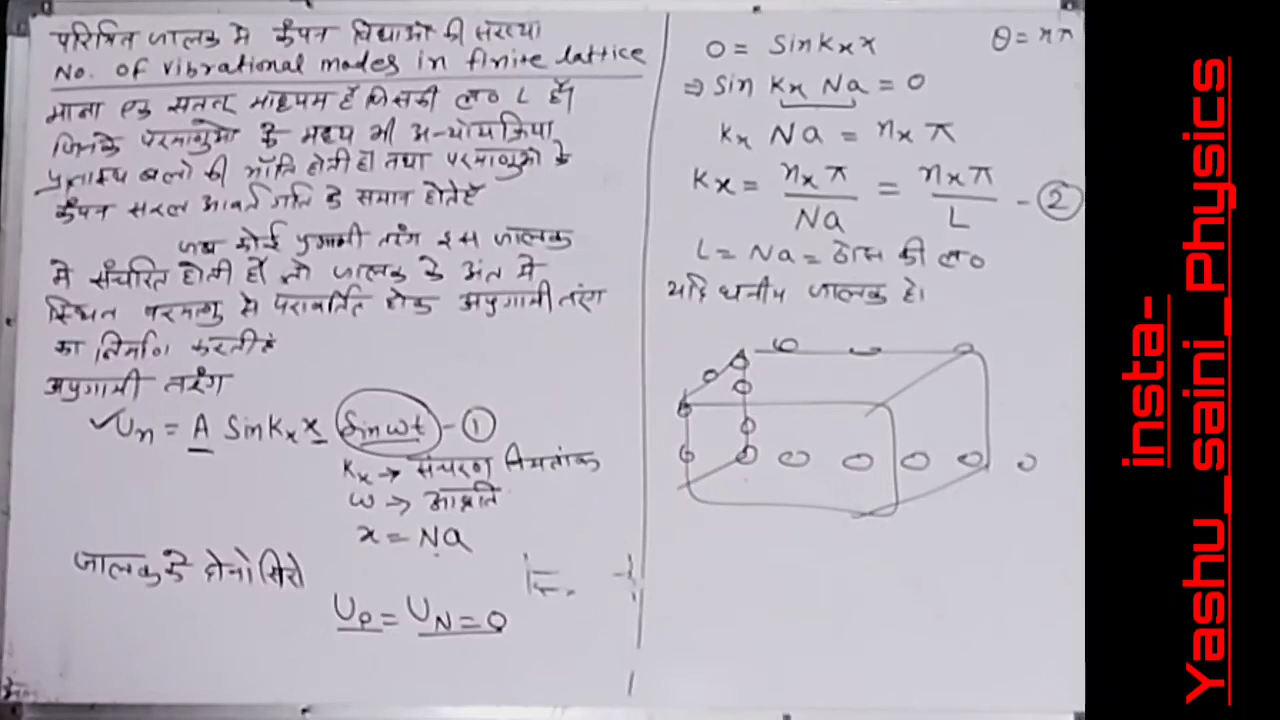 परिमित जालक मे कंपन विधाओ की संख्या
No. of vibrational modes in finite lattice
माना एक सतत् माध्यम है जिसकी ल० L है।
जिनके परमाणुओ के मध्य भी अन्योयक्रिया
प्रत्यास्थ बलो की भाँति होती है। तथा परमाणुओ के
कंपन सरल आवर्त गति के समान होते है
जब कोई प्रगामी तरंग इस जालक
मे संचरित होती है। तो जालक के अंत मे
स्थित परमाणु से परावर्तित होक अप्रगामी तरंग
का निर्माण करती है
अप्रगामी तरंग
Un = A Sin Kx x Sin ωt - ①
Kx → संचरण नियतांक
ω → आवृति
x = Na
जालक के दोनो सिरो
U0 = UN = 0
0 = Sin Kx x
θ = nπ
⇒ Sin Kx Na = 0
Kx Na = nx π
Kx = nx π / Na = nx π / L - ②
L = Na = ठोस की ल०
यदि घनीय जालक है।
insta-
Yashu_saini_Physics